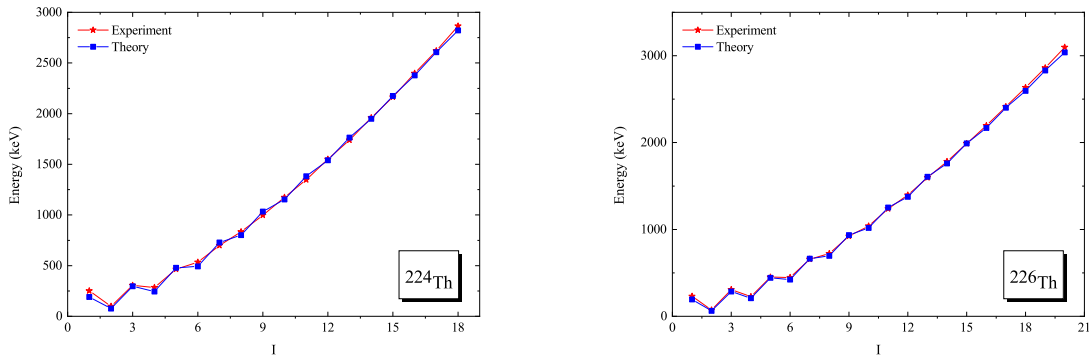 3000
2500
2000
1500
1000
500
0
Energy (keV)
Experiment
Theory
224Th
0 3 6 9 12 15 18
I
3000
2000
1000
0
Energy (keV)
Experiment
Theory
226Th
0 3 6 9 12 15 18 21
I